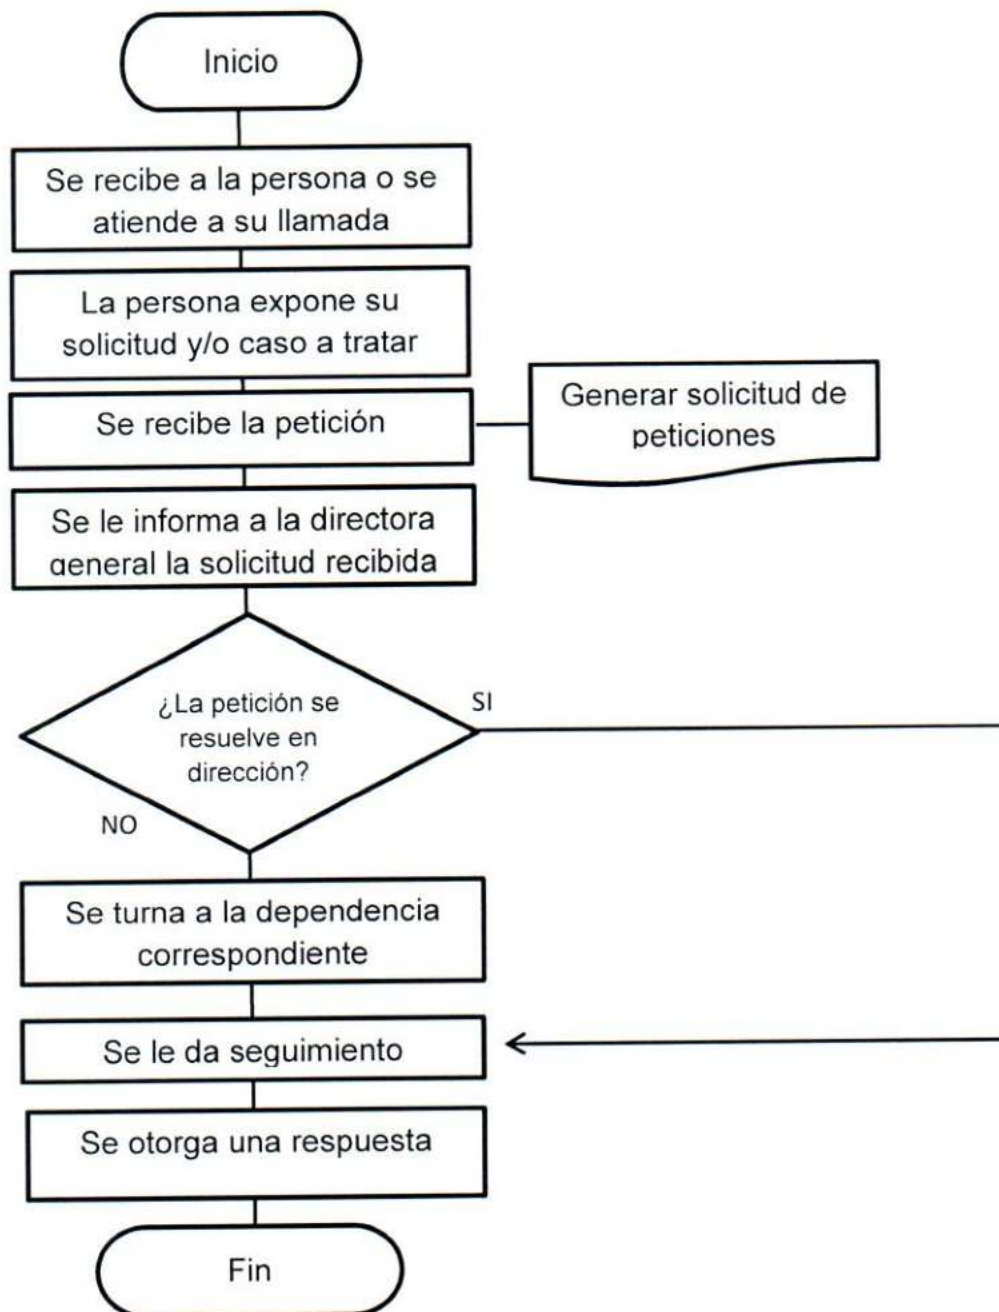 Inicio
Se recibe a la persona o se
atiende a su llamada
La persona expone su
solicitud y/o caso a tratar
Se recibe la petición
Generar solicitud de
peticiones
Se le informa a la directora
general la solicitud recibida
¿La petición se
resuelve en
dirección?
SI
NO
Se turna a la dependencia
correspondiente
Se le da seguimiento
Se otorga una respuesta
Fin